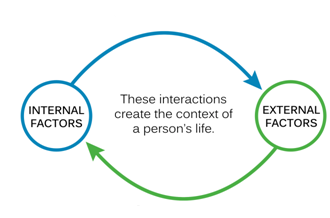 INTERNAL
FACTORS
These interactions
create the context of
a person's life.
EXTERNAL
FACTORS